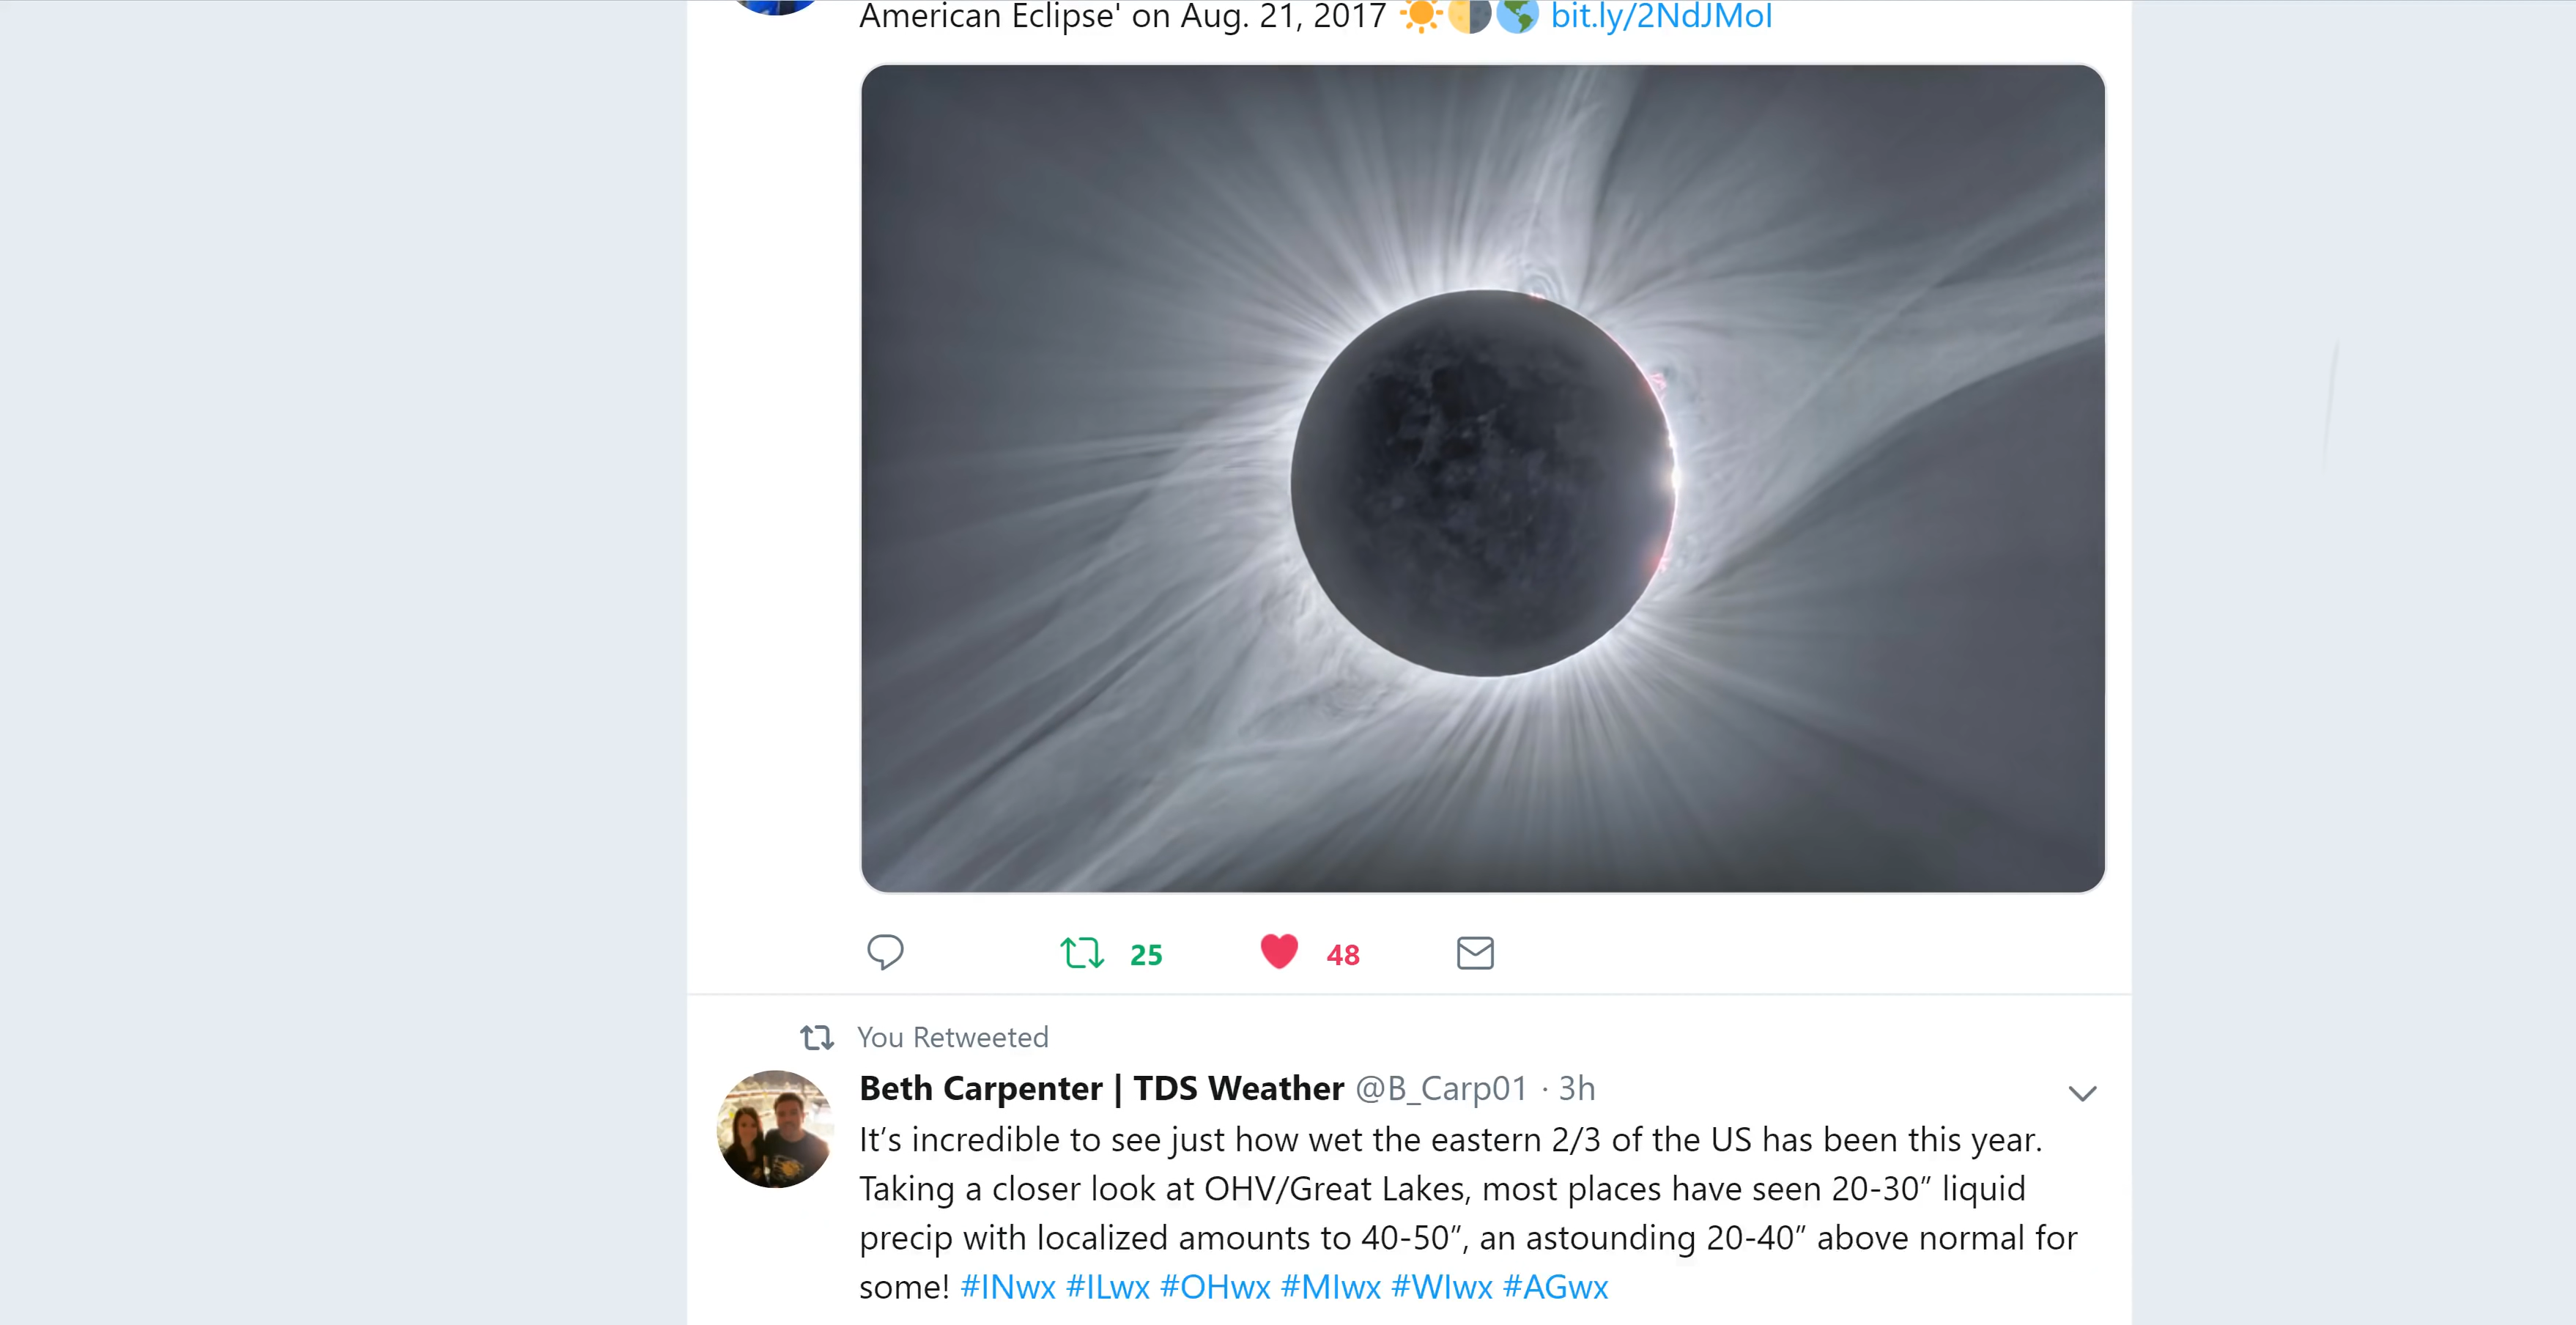 American Eclipse' on Aug. 21, 2017 ☀️🌓🌎 bit.ly/2NdJMoI
25 48
You Retweeted
Beth Carpenter | TDS Weather @B_Carp01 · 3h
It’s incredible to see just how wet the eastern 2/3 of the US has been this year.
Taking a closer look at OHV/Great Lakes, most places have seen 20-30” liquid
precip with localized amounts to 40-50”, an astounding 20-40” above normal for
some! #INwx #ILwx #OHwx #MIwx #WIwx #AGwx